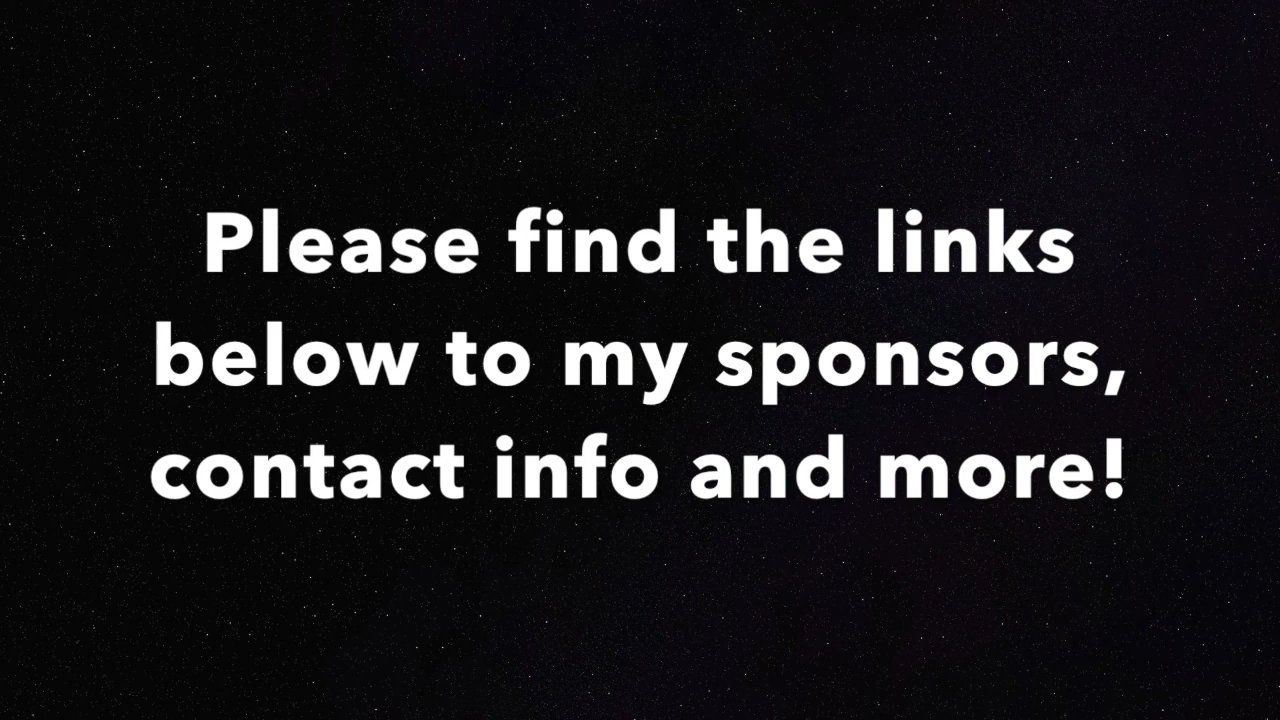 Please find the links
below to my sponsors,
contact info and more!